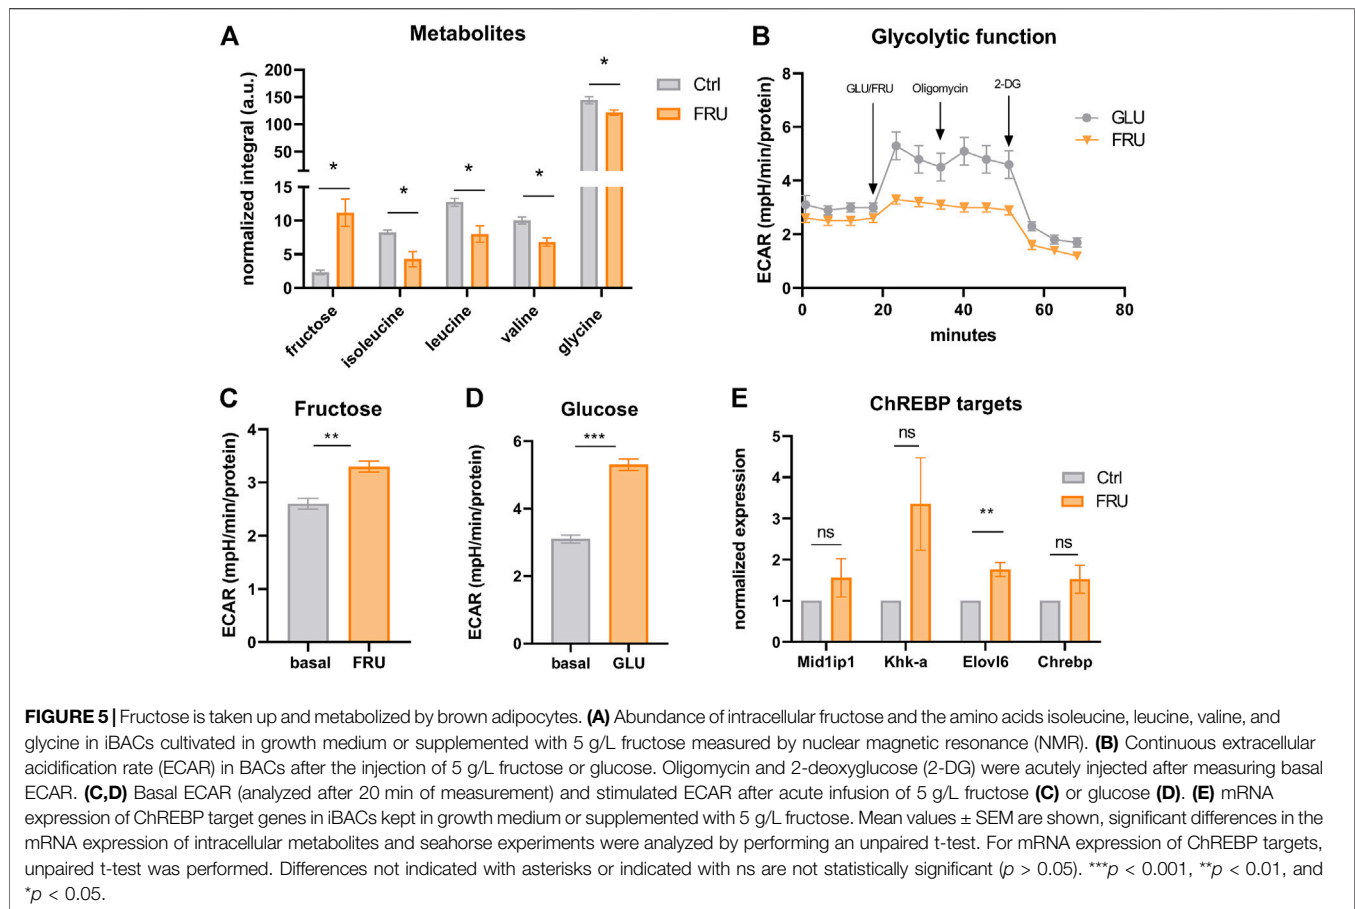 A
Metabolites
normalized integral (a.u.)
200
150
100
50
15
10
5
0
*
*
*
*
*
Ctrl
FRU
fructose
isoleucine
leucine
valine
glycine
B
Glycolytic function
ECAR (mpH/min/protein)
8
6
4
2
0
GLU/FRU
Oligomycin
2-DG
GLU
FRU
0
20
40
60
80
minutes
C
Fructose
ECAR (mpH/min/protein)
4
3
2
1
0
**
basal
FRU
D
Glucose
ECAR (mpH/min/protein)
6
4
2
0
***
basal
GLU
E
ChREBP targets
normalized expression
5
4
3
2
1
0
ns
ns
**
ns
Ctrl
FRU
Mid1ip1
Khk-a
Elovl6
Chrebp
FIGURE 5 | Fructose is taken up and metabolized by brown adipocytes. (A) Abundance of intracellular fructose and the amino acids isoleucine, leucine, valine, and
glycine in iBACs cultivated in growth medium or supplemented with 5 g/L fructose measured by nuclear magnetic resonance (NMR). (B) Continuous extracellular
acidification rate (ECAR) in BACs after the injection of 5 g/L fructose or glucose. Oligomycin and 2-deoxyglucose (2-DG) were acutely injected after measuring basal
ECAR. (C,D) Basal ECAR (analyzed after 20 min of measurement) and stimulated ECAR after acute infusion of 5 g/L fructose (C) or glucose (D). (E) mRNA
expression of ChREBP target genes in iBACs kept in growth medium or supplemented with 5 g/L fructose. Mean values ± SEM are shown, significant differences in the
mRNA expression of intracellular metabolites and seahorse experiments were analyzed by performing an unpaired t-test. For mRNA expression of ChREBP targets,
unpaired t-test was performed. Differences not indicated with asterisks or indicated with ns are not statistically significant (p > 0.05). ***p < 0.001, **p < 0.01, and
*p < 0.05.